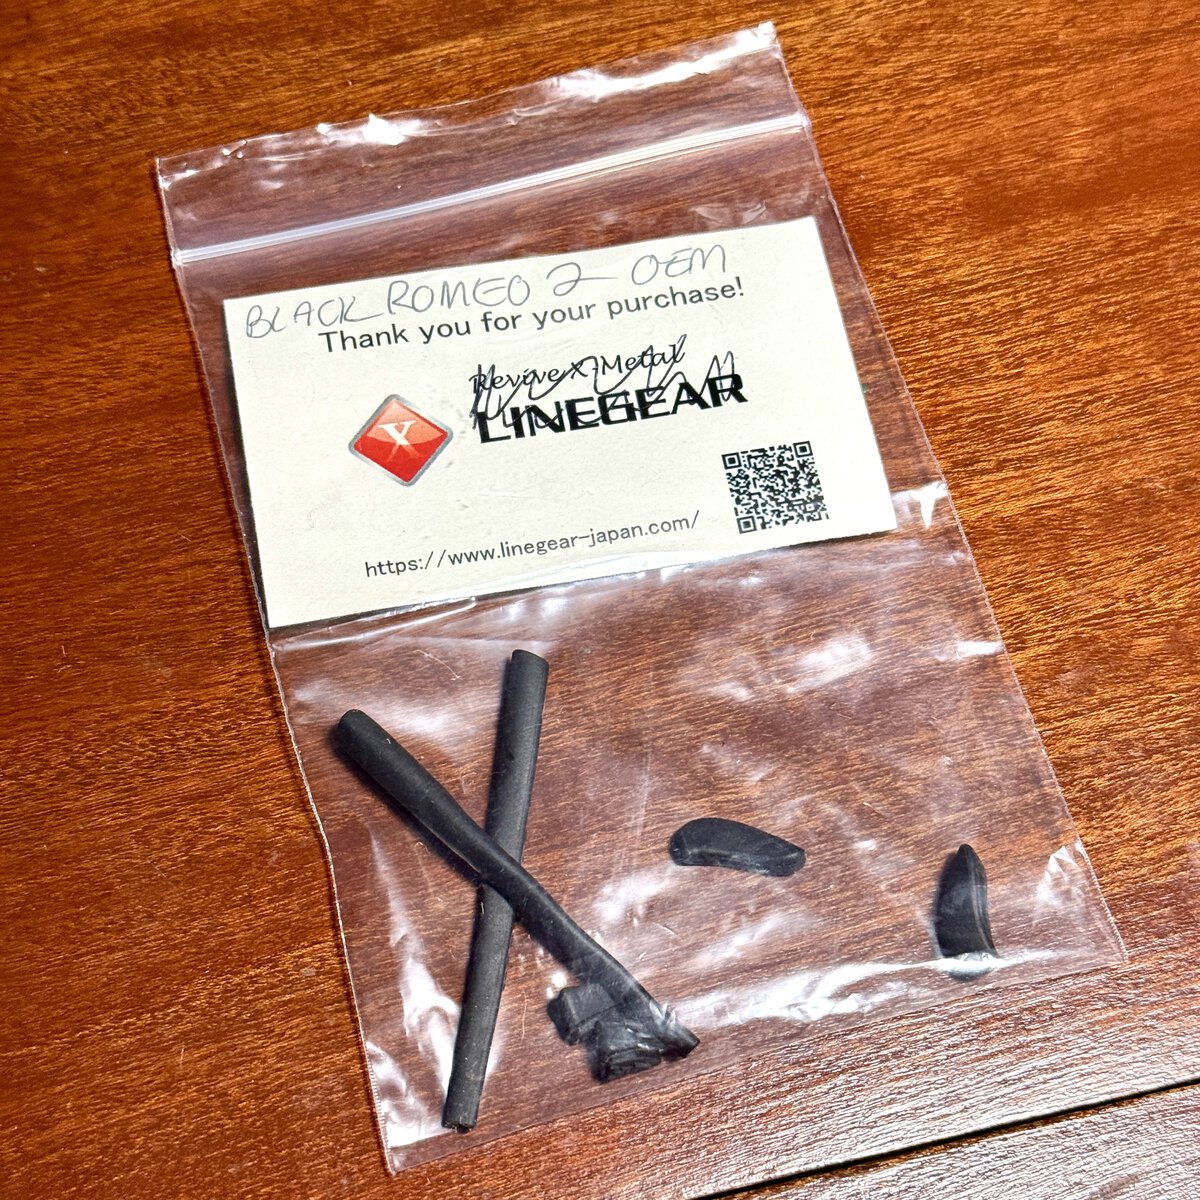 BLACK ROMEO 2 OEM
Thank you for your purchase!
Revive X-Metal
X
LINEGEAR
https://www.linegear-japan.com/